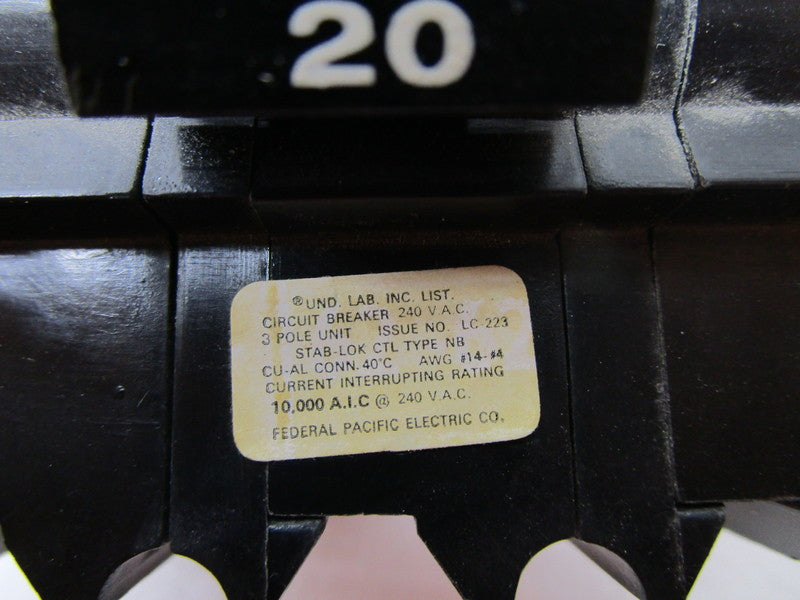 20
®UND. LAB. INC. LIST.
CIRCUIT BREAKER 240 V.A.C.
3 POLE UNIT ISSUE NO. LC-223
STAB-LOK CTL TYPE NB
CU-AL CONN. 40°C AWG #14-#4
CURRENT INTERRUPTING RATING
10,000 A.I.C @ 240 V.A.C.
FEDERAL PACIFIC ELECTRIC CO.